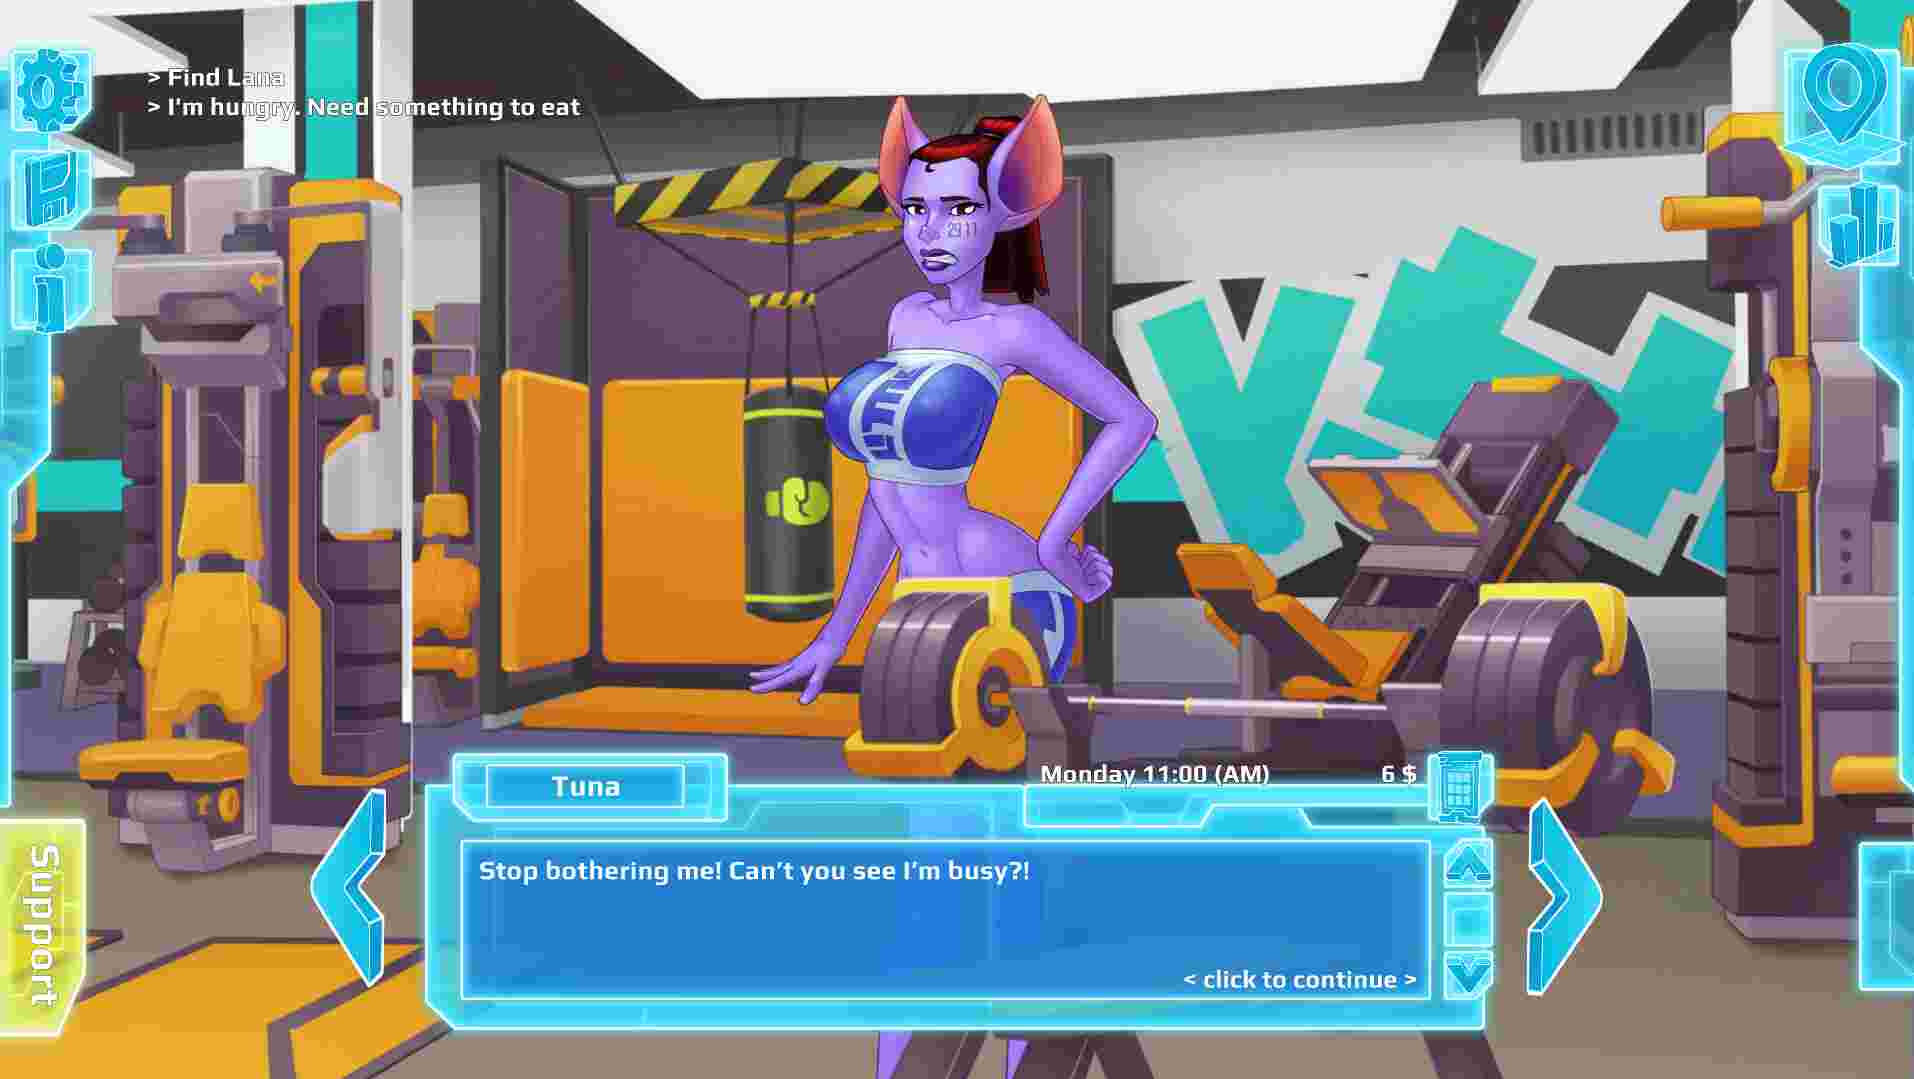 > Find Lana
> I'm hungry. Need something to eat
2911
Tuna
Monday 11:00 (AM)
6 $
Stop bothering me! Can’t you see I’m busy?!
< click to continue >
Support